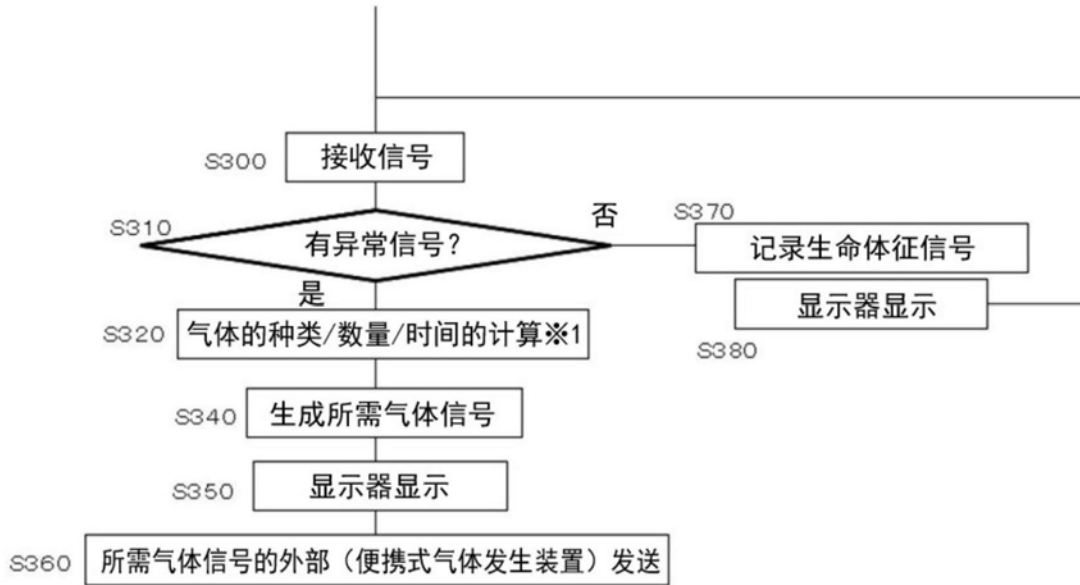 S300
接收信号
S310
有异常信号?
否
S370
记录生命体征信号
是
显示器显示
S380
S320
气体的种类/数量/时间的计算※1
S340
生成所需气体信号
S350
显示器显示
S360
所需气体信号的外部（便携式气体发生装置）发送